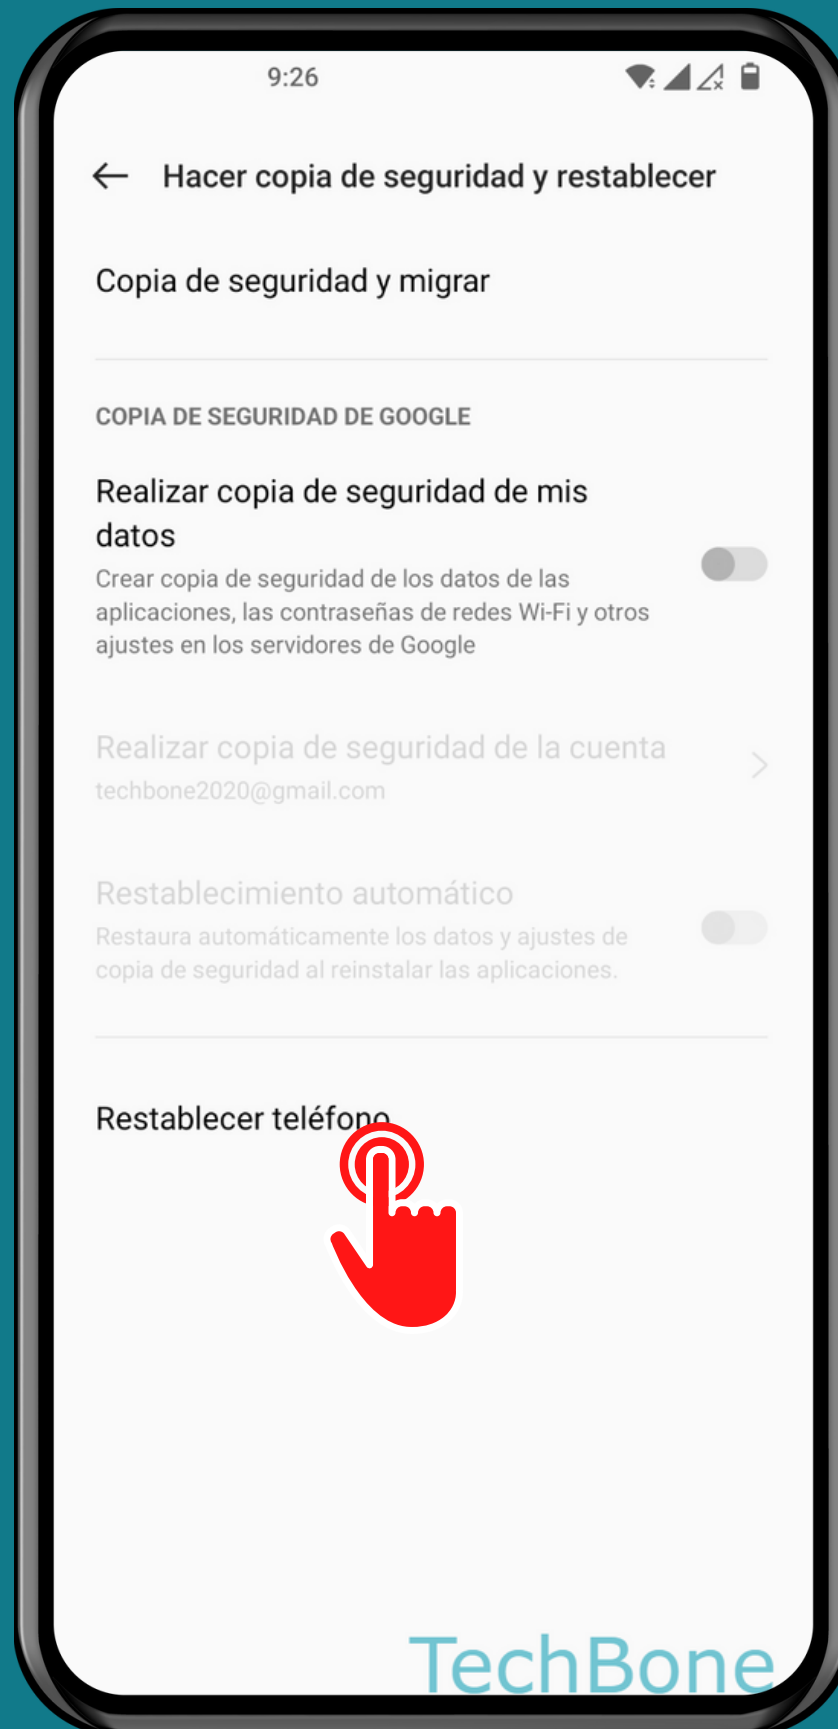 9:26
Hacer copia de seguridad y restablecer
Copia de seguridad y migrar
COPIA DE SEGURIDAD DE GOOGLE
Realizar copia de seguridad de mis
datos
Crear copia de seguridad de los datos de las
aplicaciones, las contraseñas de redes Wi-Fi y otros
ajustes en los servidores de Google
Realizar copia de seguridad de la cuenta
techbone2020@gmail.com
Restablecimiento automático
Restaura automáticamente los datos y ajustes de
copia de seguridad al reinstalar las aplicaciones.
Restablecer teléfono
TechBone